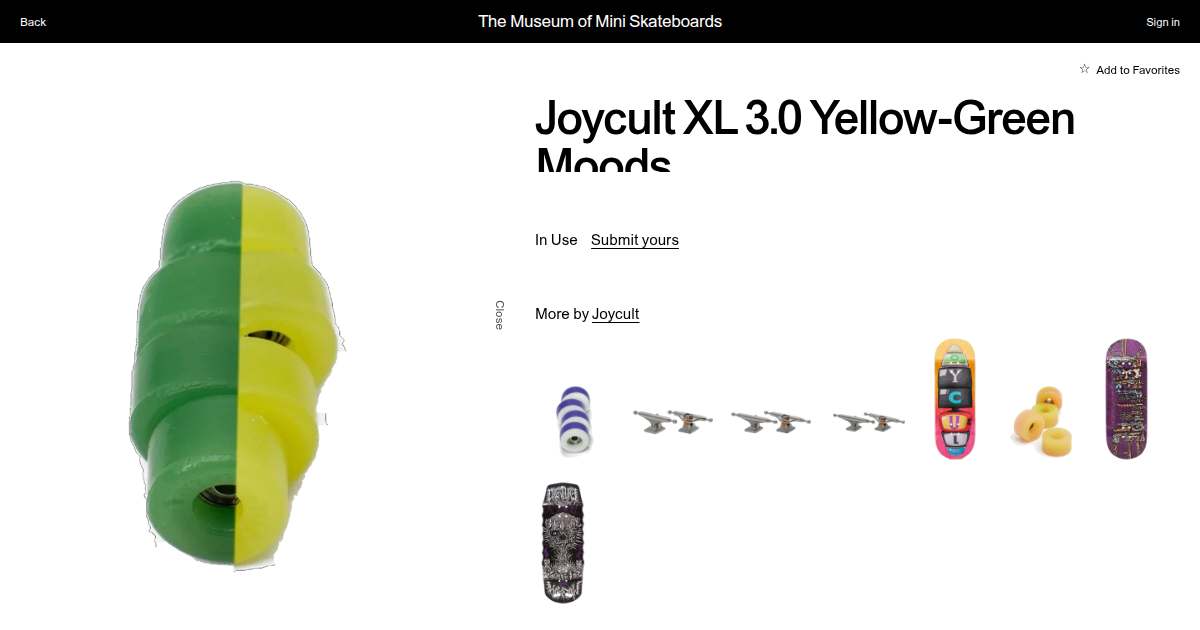 Back
The Museum of Mini Skateboards
Sign in
☆ Add to Favorites
Joycult XL 3.0 Yellow-Green
Moods
In Use Submit yours
Close
More by Joycult
Y
C
L